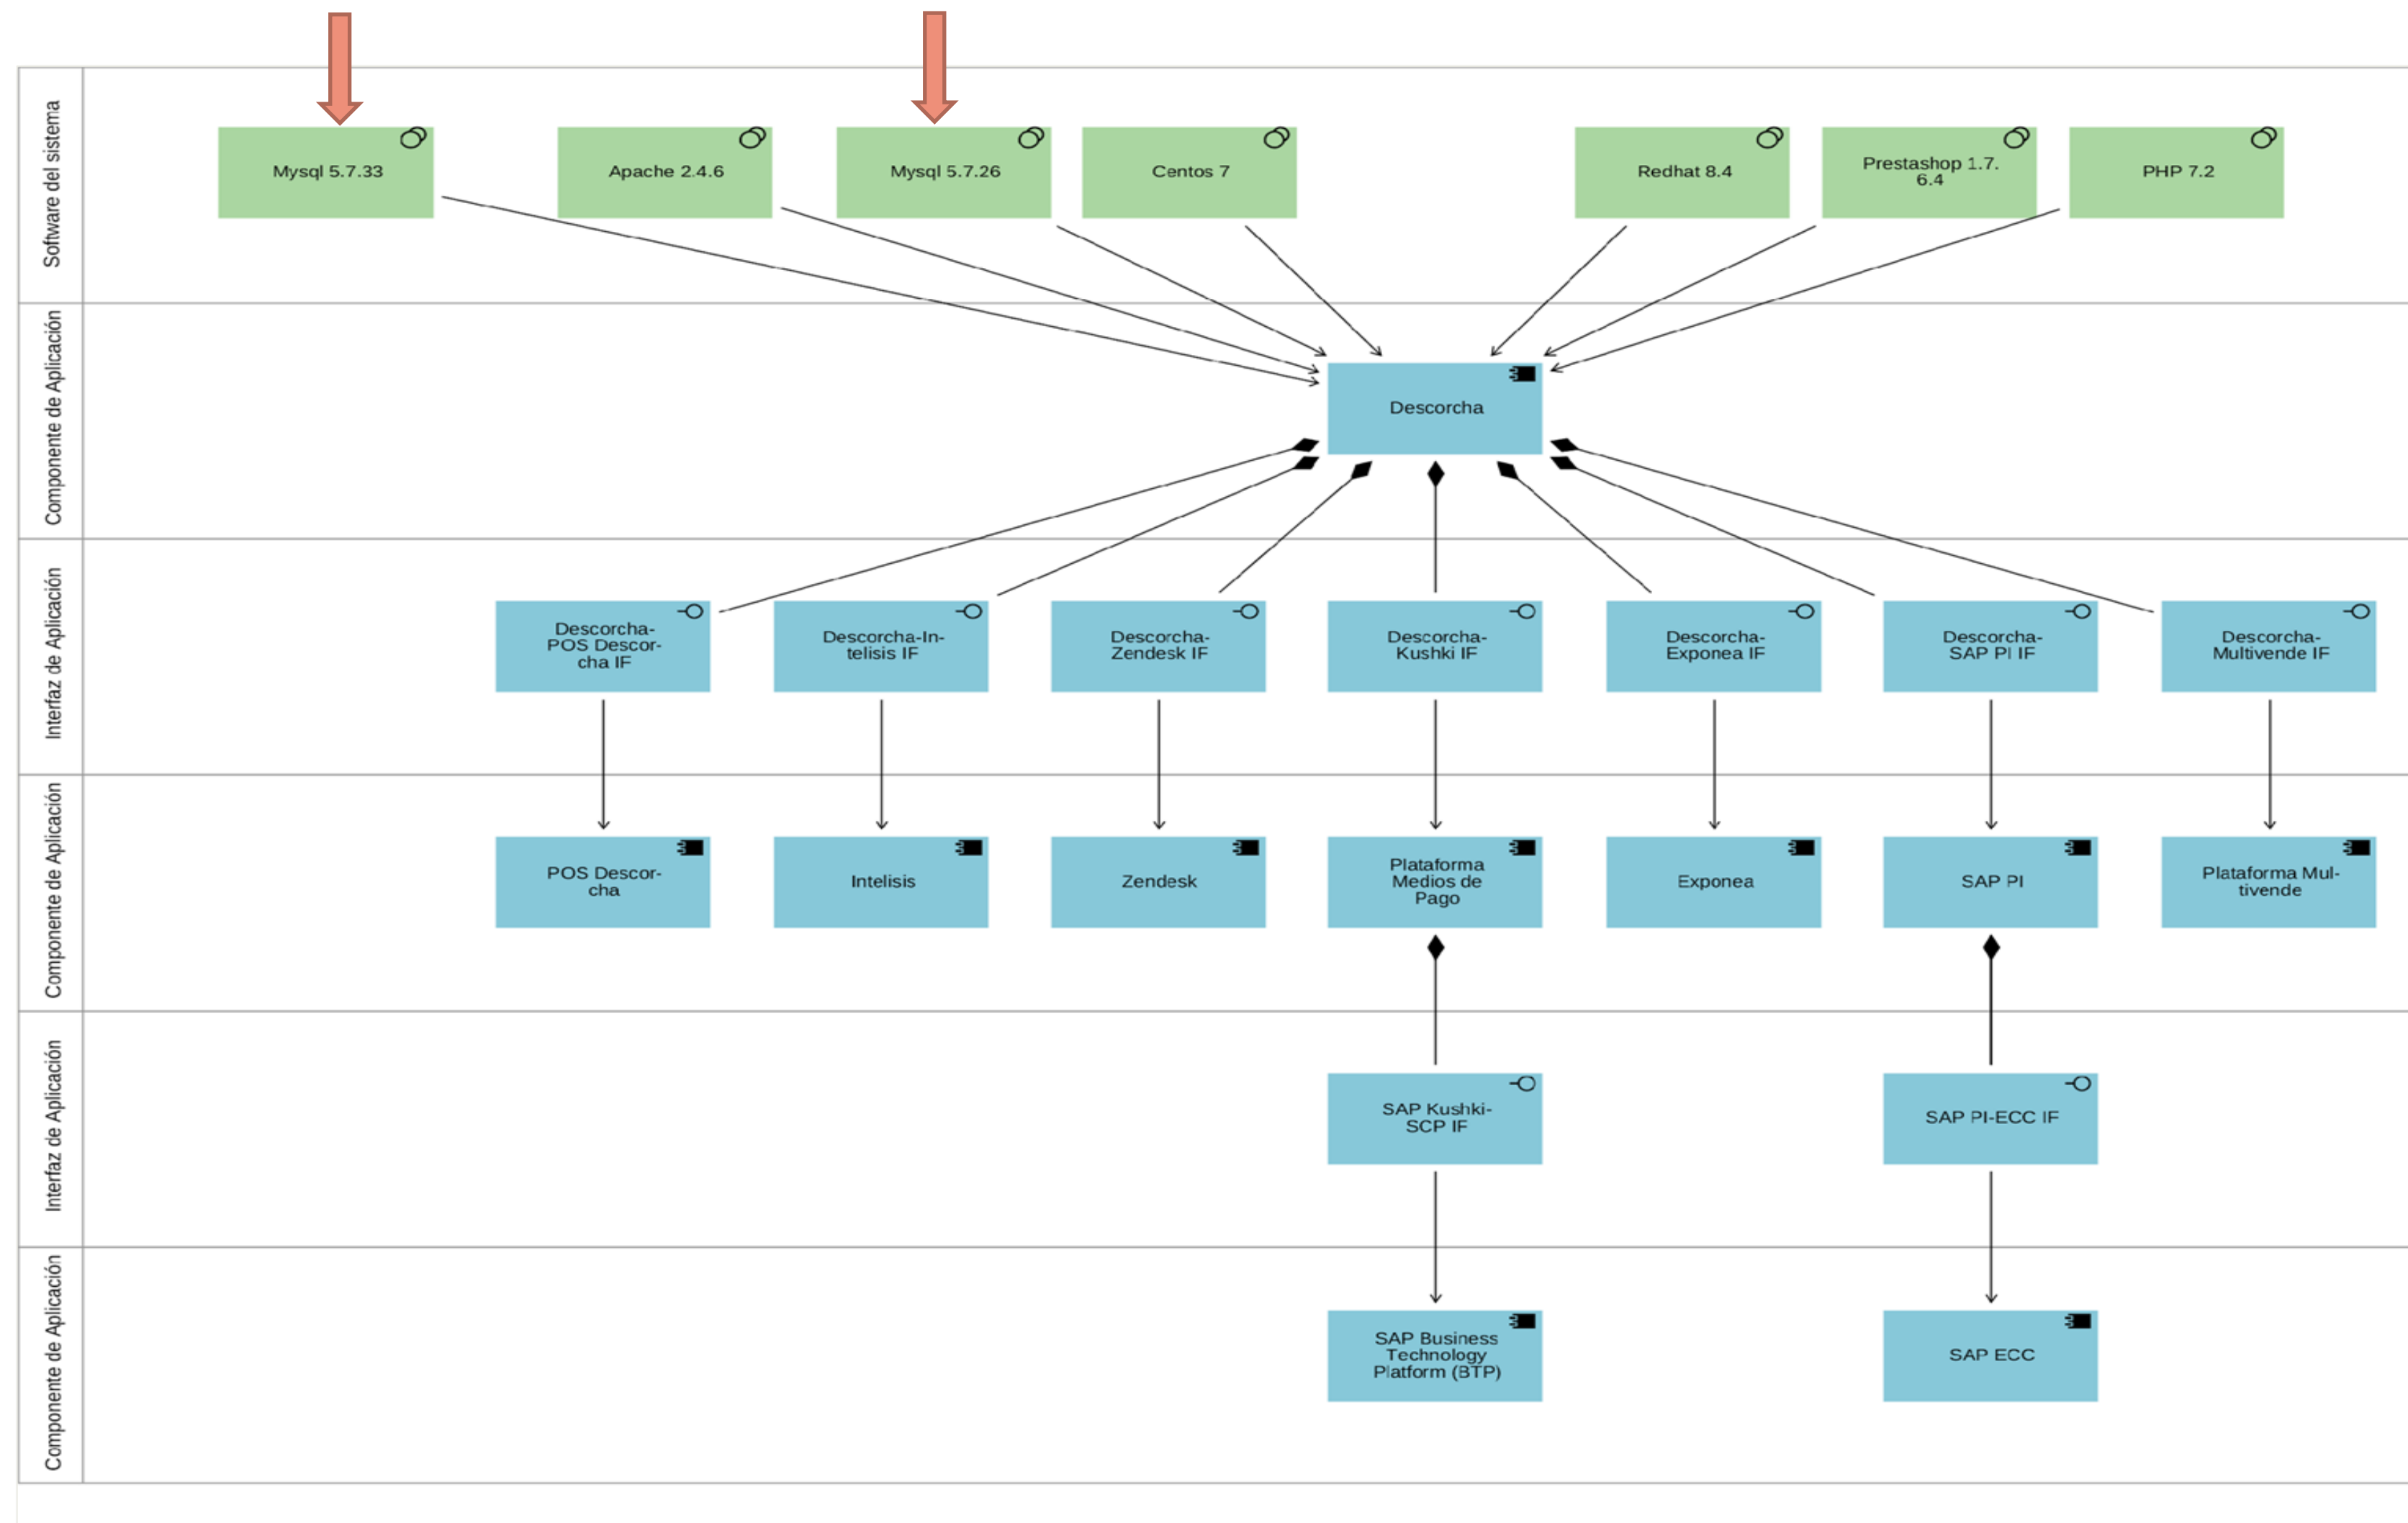 Software del sistema
Mysql 5.7.33
Apache 2.4.6
Mysql 5.7.26
Centos 7
Redhat 8.4
Prestashop 1.7.
6.4
PHP 7.2
Componente de Aplicación
Descorcha
Interfaz de Aplicación
Descorcha-
POS Descor-
cha IF
Descorcha-In-
telisis IF
Descorcha-
Zendesk IF
Descorcha-
Kushki IF
Descorcha-
Exponea IF
Descorcha-
SAP PI IF
Descorcha-
Multivende IF
Componente de Aplicación
POS Descor-
cha
Intelisis
Zendesk
Plataforma
Medios de
Pago
Exponea
SAP PI
Plataforma Mul-
tivende
Interfaz de Aplicación
SAP Kushki-
SCP IF
SAP PI-ECC IF
Componente de Aplicación
SAP Business
Technology
Platform (BTP)
SAP ECC